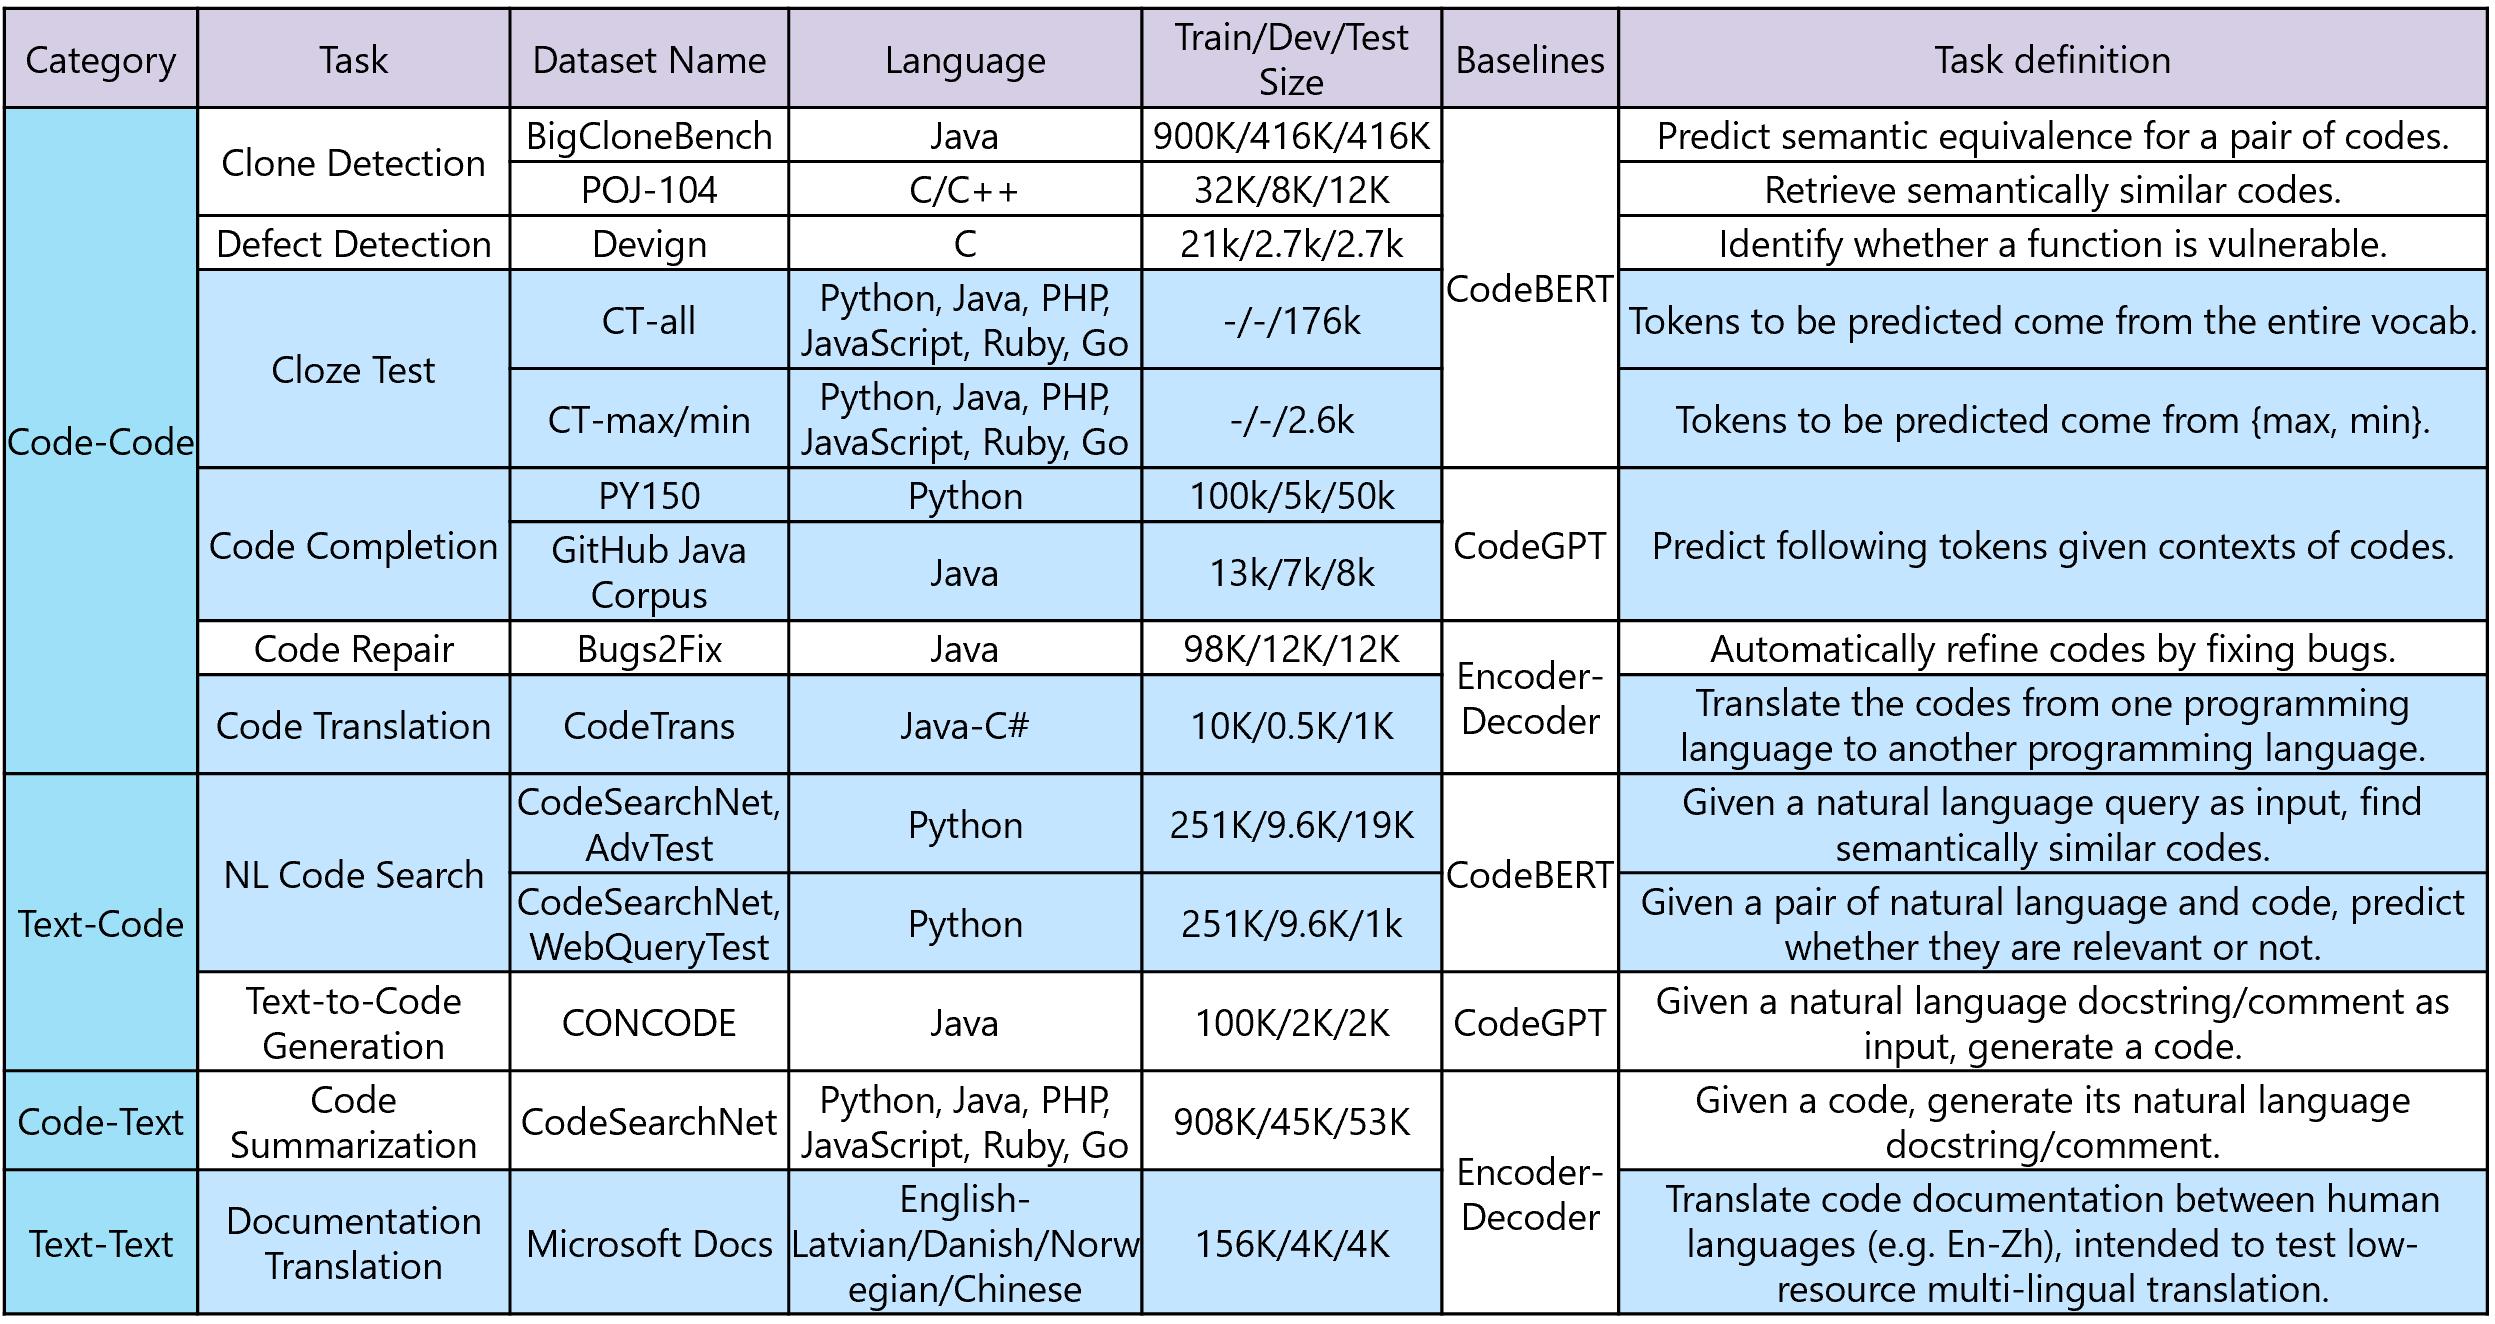 Category
Task
Dataset Name
Language
Train/Dev/Test
Size
Baselines
Task definition
Code-Code
Clone Detection
BigCloneBench
Java
900K/416K/416K
CodeBERT
Predict semantic equivalence for a pair of codes.
POJ-104
C/C++
32K/8K/12K
Retrieve semantically similar codes.
Defect Detection
Devign
C
21k/2.7k/2.7k
Identify whether a function is vulnerable.
Cloze Test
CT-all
Python, Java, PHP,
JavaScript, Ruby, Go
-/-/176k
Tokens to be predicted come from the entire vocab.
CT-max/min
Python, Java, PHP,
JavaScript, Ruby, Go
-/-/2.6k
Tokens to be predicted come from {max, min}.
Code Completion
PY150
Python
100k/5k/50k
CodeGPT
Predict following tokens given contexts of codes.
GitHub Java
Corpus
Java
13k/7k/8k
Code Repair
Bugs2Fix
Java
98K/12K/12K
Encoder-
Decoder
Automatically refine codes by fixing bugs.
Code Translation
CodeTrans
Java-C#
10K/0.5K/1K
Translate the codes from one programming
language to another programming language.
Text-Code
NL Code Search
CodeSearchNet,
AdvTest
Python
251K/9.6K/19K
CodeBERT
Given a natural language query as input, find
semantically similar codes.
CodeSearchNet,
WebQueryTest
Python
251K/9.6K/1k
Given a pair of natural language and code, predict
whether they are relevant or not.
Text-to-Code
Generation
CONCODE
Java
100K/2K/2K
CodeGPT
Given a natural language docstring/comment as
input, generate a code.
Code-Text
Code
Summarization
CodeSearchNet
Python, Java, PHP,
JavaScript, Ruby, Go
908K/45K/53K
Encoder-
Decoder
Given a code, generate its natural language
docstring/comment.
Text-Text
Documentation
Translation
Microsoft Docs
English-
Latvian/Danish/Norw
egian/Chinese
156K/4K/4K
Translate code documentation between human
languages (e.g. En-Zh), intended to test low-
resource multi-lingual translation.